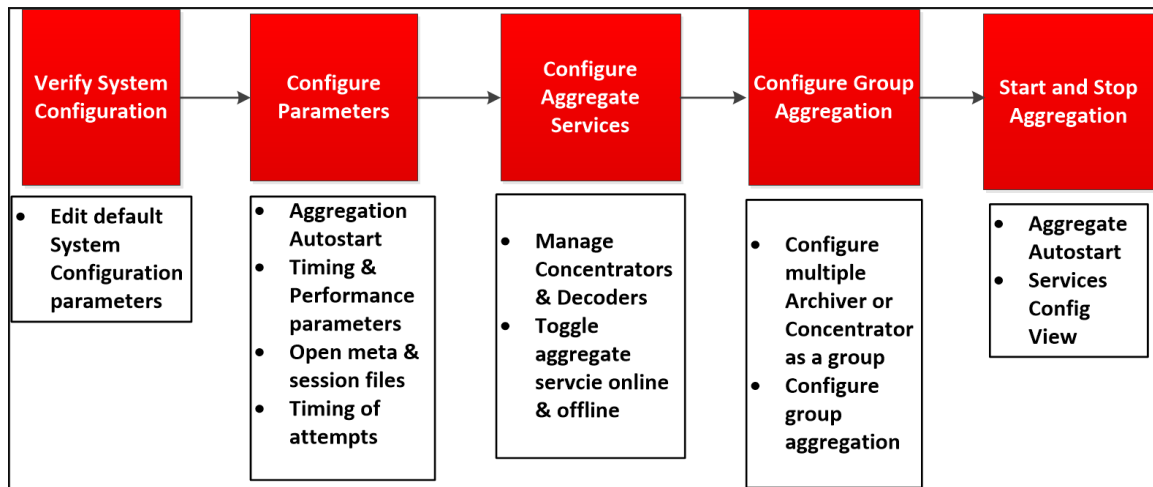 Verify System
Configuration
Configure
Parameters
Configure
Aggregate
Services
Configure Group
Aggregation
Start and Stop
Aggregation
• Edit default
System
Configuration
parameters
• Aggregation
Autostart
• Timing &
Performance
parameters
• Open meta &
session files
• Timing of
attempts
• Manage
Concentrators
& Decoders
• Toggle
aggregate
servcie online
& offline
• Configure
multiple
Archiver or
Concentrator
as a group
• Configure
group
aggregation
• Aggregate
Autostart
• Services
Config
View